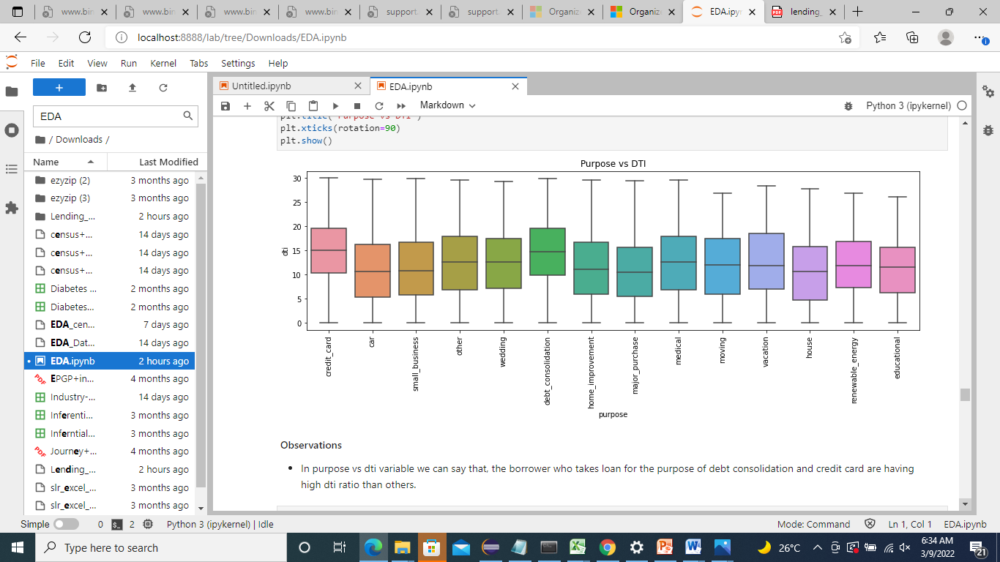 www.bin
www.bin
www.bin
www.bin
support.
support.
Organize
Organize
EDA.ipyn
lending_
localhost:8888/lab/tree/Downloads/EDA.ipynb
File Edit View Run Kernel Tabs Settings Help
Untitled.ipynb
EDA.ipynb
Markdown
Python 3 (ipykernel)
EDA
/ Downloads /
Name Last Modified
ezyzip (2) 3 months ago
ezyzip (3) 3 months ago
Lending_... 2 hours ago
census+... 14 days ago
census+... 14 days ago
census+... 14 days ago
Diabetes ... 2 months ago
Diabetes... 2 months ago
EDA_cen... 7 days ago
EDA_Dat... 14 days ago
EDA.ipynb 2 hours ago
EPGP+in... 4 months ago
Industry-... 14 days ago
Inferenti... 3 months ago
Inferntial... 3 months ago
Journey+... 4 months ago
Lending_... 2 hours ago
slr_excel_... 3 months ago
slr_excel_... 3 months ago
plt.title("Purpose vs DTI")
plt.xticks(rotation=90)
plt.show()
Purpose vs DTI
30
25
20
15
10
5
0
dti
credit_card
car
small_business
other
wedding
debt_consolidation
home_improvement
major_purchase
medical
moving
vacation
house
renewable_energy
educational
purpose
Observations
In purpose vs dti variable we can say that, the borrower who takes loan for the purpose of debt consolidation and credit card are having
high dti ratio than others.
Simple 0 2 Python 3 (ipykernel) | Idle Mode: Command Ln 1, Col 1 EDA.ipynb
Type here to search
26°C
6:34 AM
3/9/2022
21